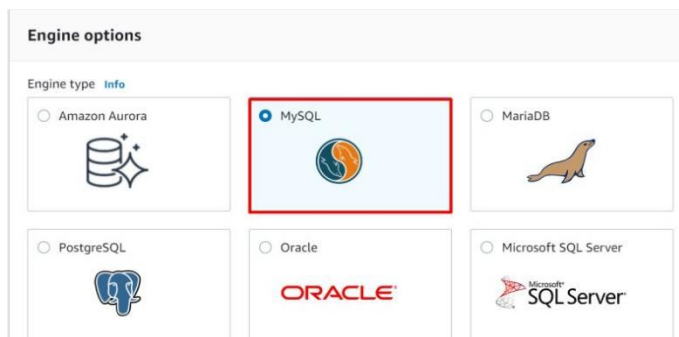 Engine options
Engine type Info
Amazon Aurora
MySQL
MariaDB
PostgreSQL
Oracle
Microsoft SQL Server
ORACLE
Microsoft
SQL Server